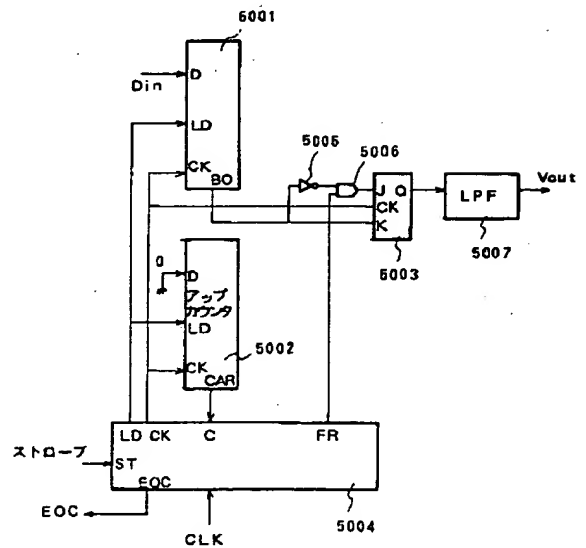 5001
D
Din
LD
CK
BO
5005
5006
J Q
CK
K
5003
LPF
5007
Vout
0
D
アップ
カウンタ
LD
CK
CAR
5002
LD CK C FR
ストローブ
ST
EOC
EOC
CLK
5004